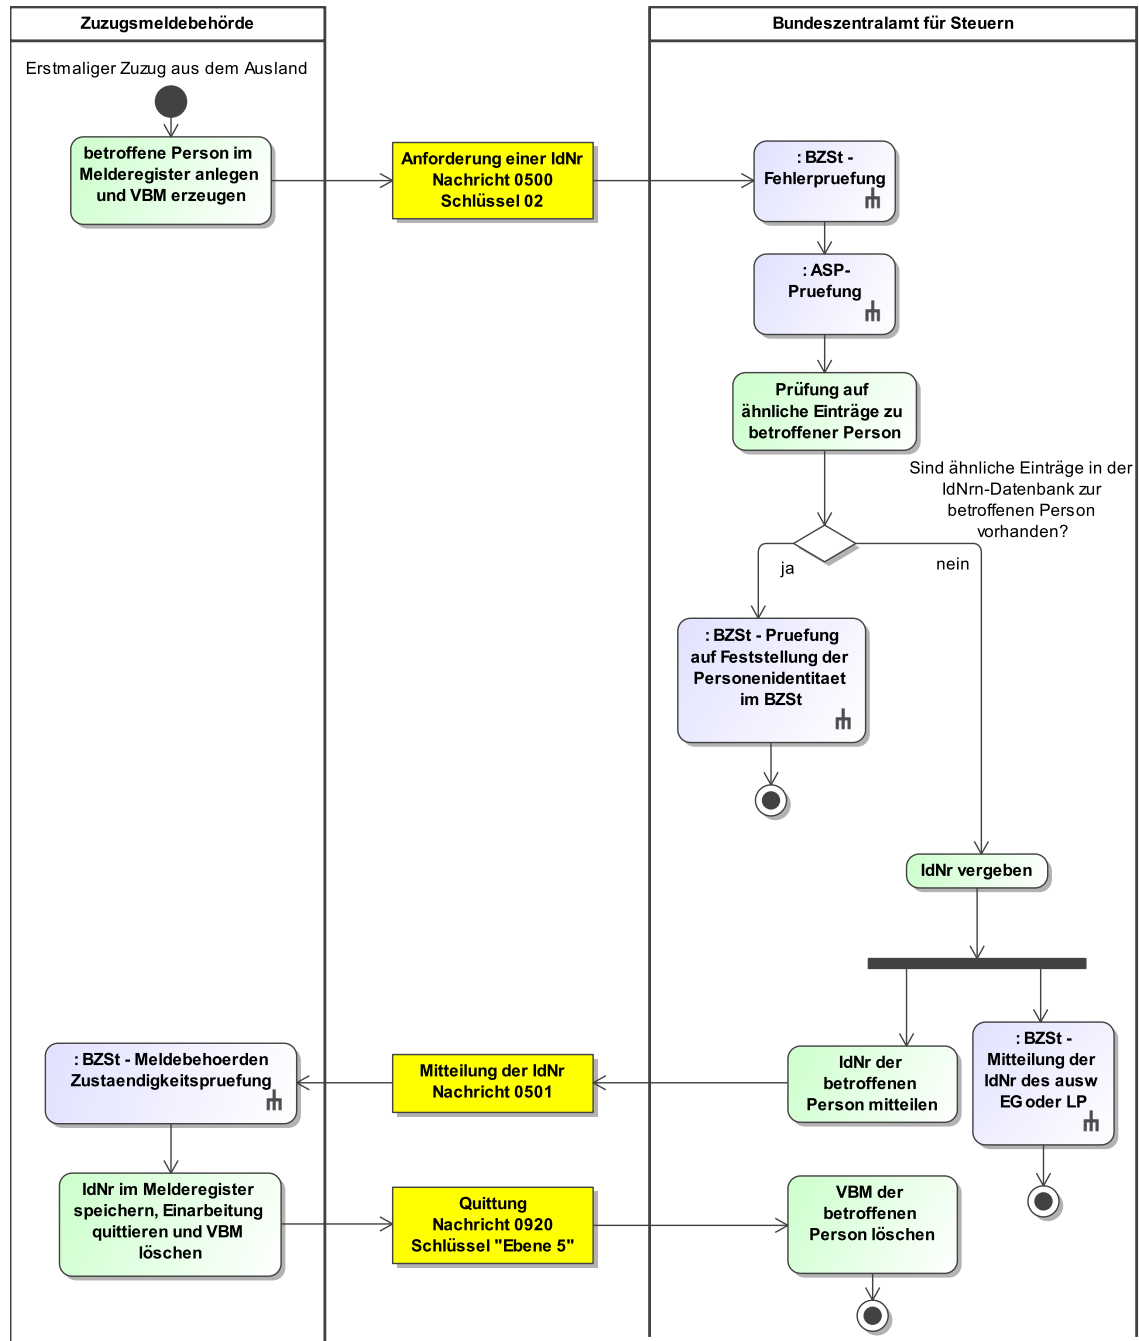 Zuzugsmeldebehörde
Bundeszentralamt für Steuern
Erstmaliger Zuzug aus dem Ausland
betroffene Person im
Melderegister anlegen
und VBM erzeugen
Anforderung einer IdNr
Nachricht 0500
Schlüssel 02
: BZSt -
Fehlerpruefung
: ASP-
Pruefung
Prüfung auf
ähnliche Einträge zu
betroffener Person
Sind ähnliche Einträge in der
IdNrn-Datenbank zur
betroffenen Person
vorhanden?
ja
nein
: BZSt - Pruefung
auf Feststellung der
Personenidentitaet
im BZSt
IdNr vergeben
: BZSt - Meldebehoerden
Zustaendigkeitspruefung
Mitteilung der IdNr
Nachricht 0501
IdNr der
betroffenen
Person mitteilen
: BZSt -
Mitteilung der
IdNr des ausw
EG oder LP
IdNr im Melderegister
speichern, Einarbeitung
quittieren und VBM
löschen
Quittung
Nachricht 0920
Schlüssel "Ebene 5"
VBM der
betroffenen
Person löschen